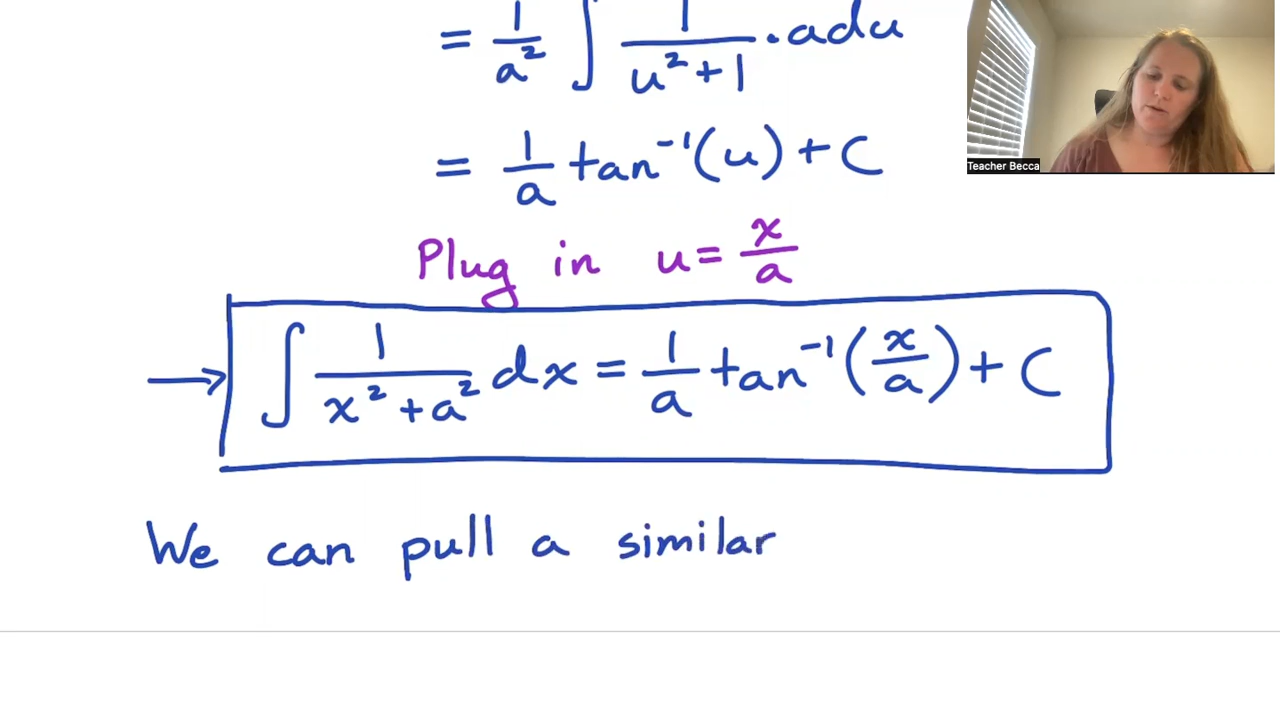 = 1/a² ∫ 1/(u²+1) · adu
= 1/a tan⁻¹(u) + C
Plug in u = x/a
→ ∫ 1/(x²+a²) dx = 1/a tan⁻¹(x/a) + C
We can pull a similar
Teacher Becca